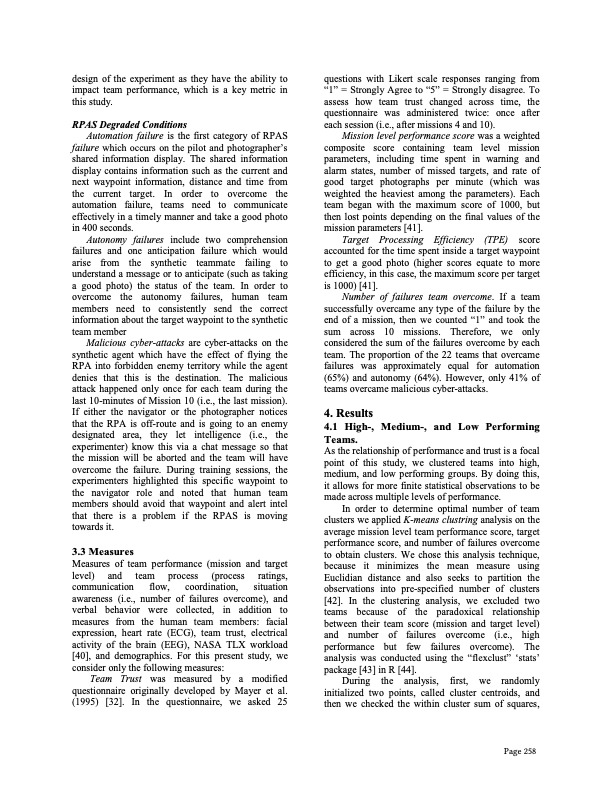 design of the experiment as they have the ability to
impact team performance, which is a key metric in
this study.
RPAS Degraded Conditions
Automation failure is the first category of RPAS
failure which occurs on the pilot and photographer's
shared information display. The shared information
display contains information such as the current and
next waypoint information, distance and time from
the current target. In order to overcome the
automation failure, teams need to communicate
effectively in a timely manner and take a good photo
in 400 seconds.
Autonomy failures include two comprehension
failures and one anticipation failure which would
arise from the synthetic teammate failing to
understand a message or to anticipate (such as taking
a good photo) the status of the team. In order to
overcome the autonomy failures, human team
members need to consistently send the correct
information about the target waypoint to the synthetic
team member
Malicious cyber-attacks are cyber-attacks on the
synthetic agent which have the effect of flying the
RPA into forbidden enemy territory while the agent
denies that this is the destination. The malicious
attack happened only once for each team during the
last 10-minutes of Mission 10 (i.e., the last mission).
If either the navigator or the photographer notices
that the RPA is off-route and is going to an enemy
designated area, they let intelligence (i.e., the
experimenter) know this via a chat message so that
the mission will be aborted and the team will have
overcome the failure. During training sessions, the
experimenters highlighted this specific waypoint to
the navigator role and noted that human team
members should avoid that waypoint and alert intel
that there is a problem if the RPAS is moving
towards it.
3.3 Measures
Measures of team performance (mission and target
level) and team process (process ratings,
communication flow, coordination, situation
awareness (i.e., number of failures overcome), and
verbal behavior were collected, in addition to
measures from the human team members: facial
expression, heart rate (ECG), team trust, electrical
activity of the brain (EEG), NASA TLX workload
[40], and demographics. For this present study, we
consider only the following measures:
Team Trust was measured by a modified
questionnaire originally developed by Mayer et al.
(1995) [32]. In the questionnaire, we asked 25
questions with Likert scale responses ranging from
“1” = Strongly Agree to “5” = Strongly disagree. To
assess how team trust changed across time, the
questionnaire was administered twice: once after
each session (i.e., after missions 4 and 10).
Mission level performance score was a weighted
composite score containing team level mission
parameters, including time spent in warning and
alarm states, number of missed targets, and rate of
good target photographs per minute (which was
weighted the heaviest among the parameters). Each
team began with the maximum score of 1000, but
then lost points depending on the final values of the
mission parameters [41].
Target Processing Efficiency (TPE) score
accounted for the time spent inside a target waypoint
to get a good photo (higher scores equate to more
efficiency, in this case, the maximum score per target
is 1000) [41].
Number of failures team overcome. If a team
successfully overcame any type of the failure by the
end of a mission, then we counted “1” and took the
sum across 10 missions. Therefore, we only
considered the sum of the failures overcome by each
team. The proportion of the 22 teams that overcame
failures was approximately equal for automation
(65%) and autonomy (64%). However, only 41% of
teams overcame malicious cyber-attacks.
4. Results
4.1 High-, Medium-, and Low Performing
Teams.
As the relationship of performance and trust is a focal
point of this study, we clustered teams into high,
medium, and low performing groups. By doing this,
it allows for more finite statistical observations to be
made across multiple levels of performance.
In order to determine optimal number of team
clusters we applied K-means clustring analysis on the
average mission level team performance score, target
performance score, and number of failures overcome
to obtain clusters. We chose this analysis technique,
because it minimizes the mean measure using
Euclidian distance and also seeks to partition the
observations into pre-specified number of clusters
[42]. In the clustering analysis, we excluded two
teams because of the paradoxical relationship
between their team score (mission and target level)
and number of failures overcome (i.e., high
performance but few failures overcome). The
analysis was conducted using the “flexclust” ‘stats’
package [43] in R [44].
During the analysis, first, we randomly
initialized two points, called cluster centroids, and
then we checked the within cluster sum of squares,
Page 258